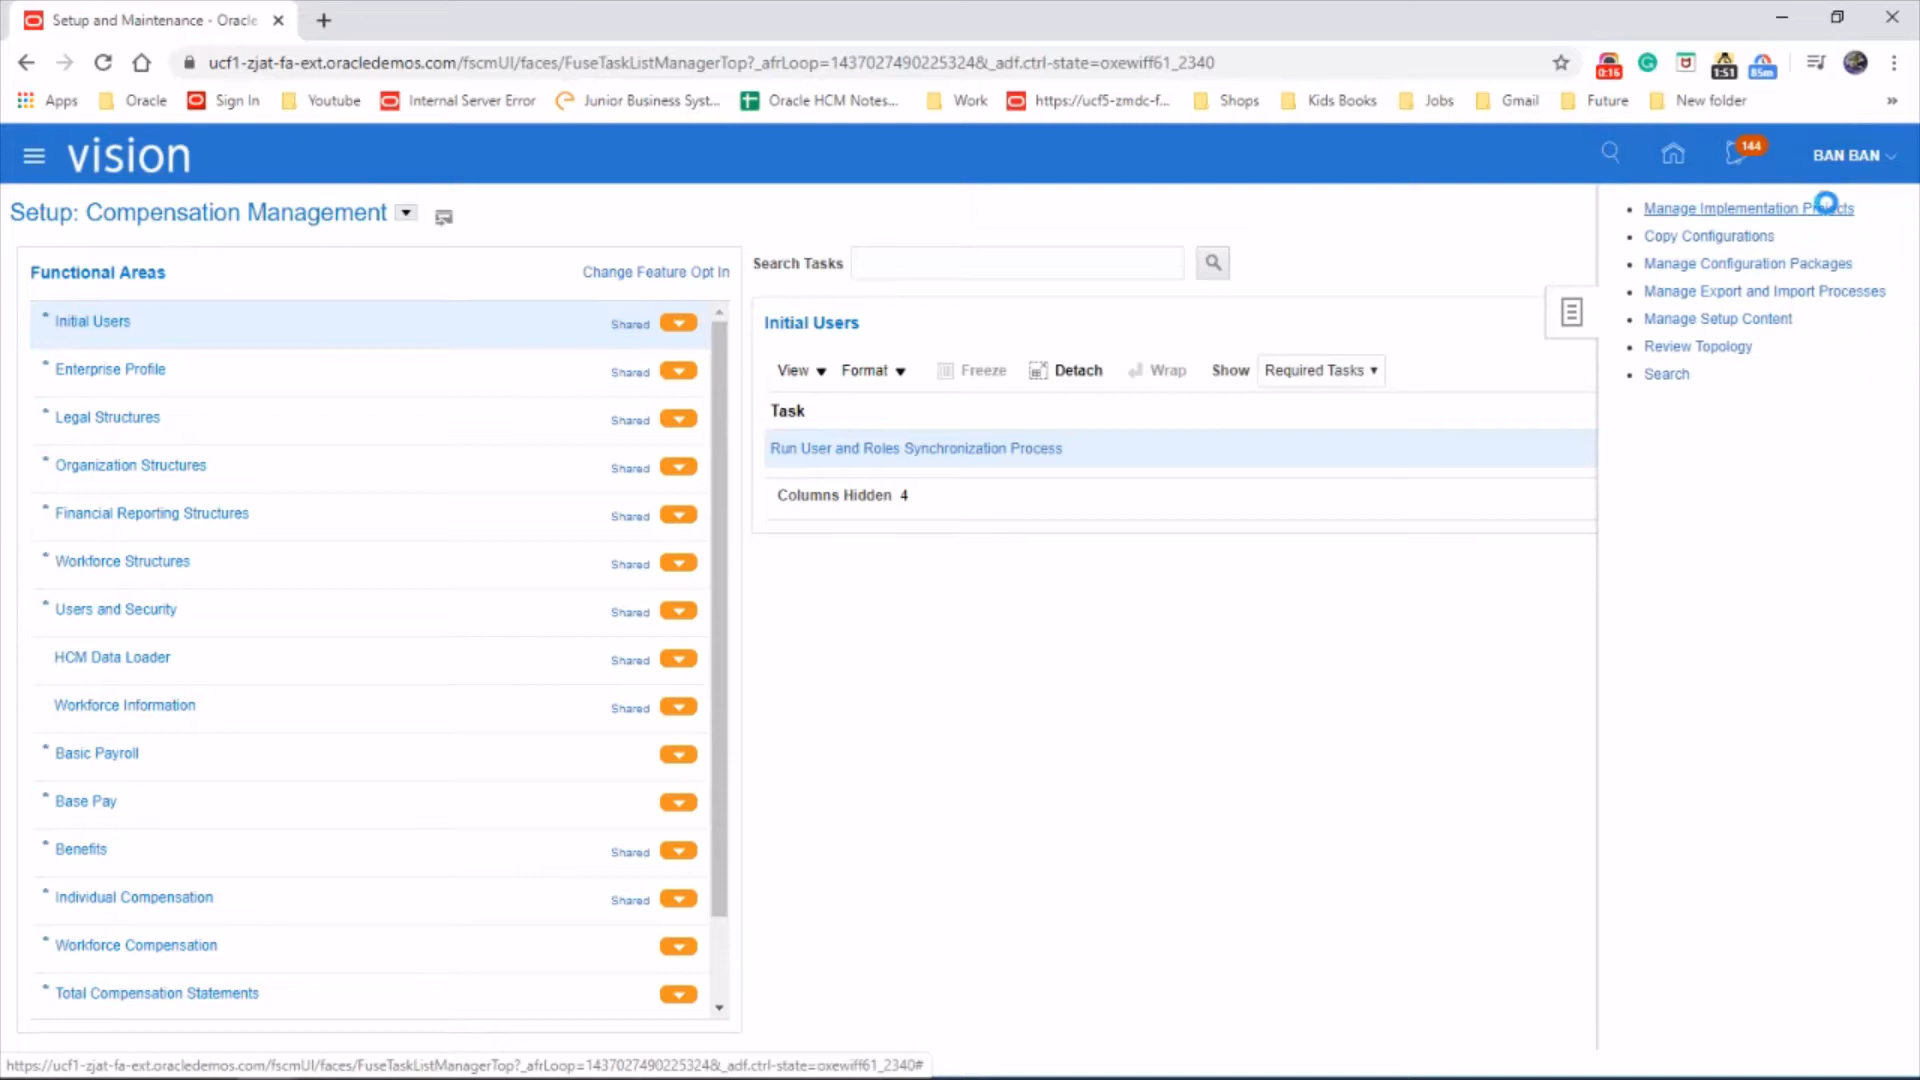 Setup and Maintenance - Oracle
ucf1-zjat-fa-ext.oracledemos.com/fscmUI/faces/FuseTaskListManagerTop?_afrLoop=14370274902253248&_adf.ctrl-state=oxewiff61_2340
0:16
1:51
85m
Apps
Oracle
Sign In
Youtube
Internal Server Error
Junior Business Syst...
Oracle HCM Notes...
Work
https://ucf5-zmdc-f...
Shops
Kids Books
Jobs
Gmail
Future
New folder
»
vision
144
BAN BAN
Setup: Compensation Management
Functional Areas
Change Feature Opt In
* Initial Users Shared
* Enterprise Profile Shared
* Legal Structures Shared
* Organization Structures Shared
* Financial Reporting Structures Shared
* Workforce Structures Shared
* Users and Security Shared
HCM Data Loader Shared
Workforce Information Shared
* Basic Payroll
* Base Pay
* Benefits Shared
* Individual Compensation Shared
* Workforce Compensation
* Total Compensation Statements
Search Tasks
Initial Users
View Format Freeze Detach Wrap Show Required Tasks
Task
Run User and Roles Synchronization Process
Columns Hidden 4
• Manage Implementation Projects
• Copy Configurations
• Manage Configuration Packages
• Manage Export and Import Processes
• Manage Setup Content
• Review Topology
• Search
https://ucf1-zjat-fa-ext.oracledemos.com/fscmUI/faces/FuseTaskListManagerTop?_afrLoop=14370274902253248&_adf.ctrl-state=oxewiff61_2340#